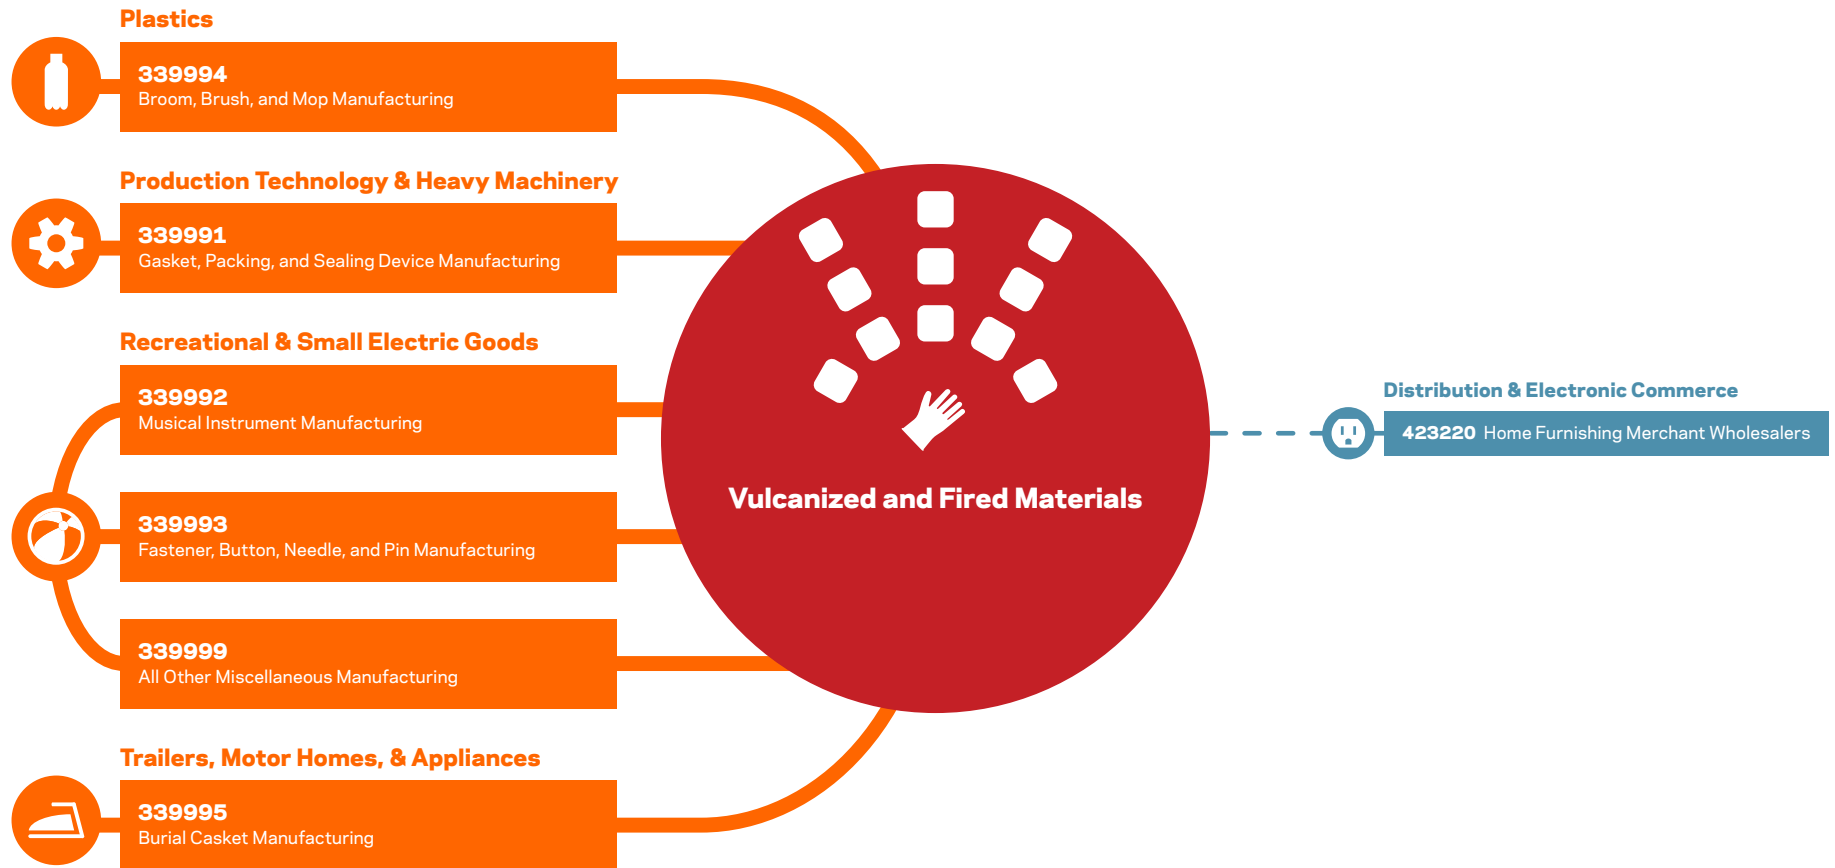 Plastics
339994
Broom, Brush, and Mop Manufacturing
Production Technology & Heavy Machinery
339991
Gasket, Packing, and Sealing Device Manufacturing
Recreational & Small Electric Goods
339992
Musical Instrument Manufacturing
339993
Fastener, Button, Needle, and Pin Manufacturing
339999
All Other Miscellaneous Manufacturing
Trailers, Motor Homes, & Appliances
339995
Burial Casket Manufacturing
Vulcanized and Fired Materials
Distribution & Electronic Commerce
423220 Home Furnishing Merchant Wholesalers